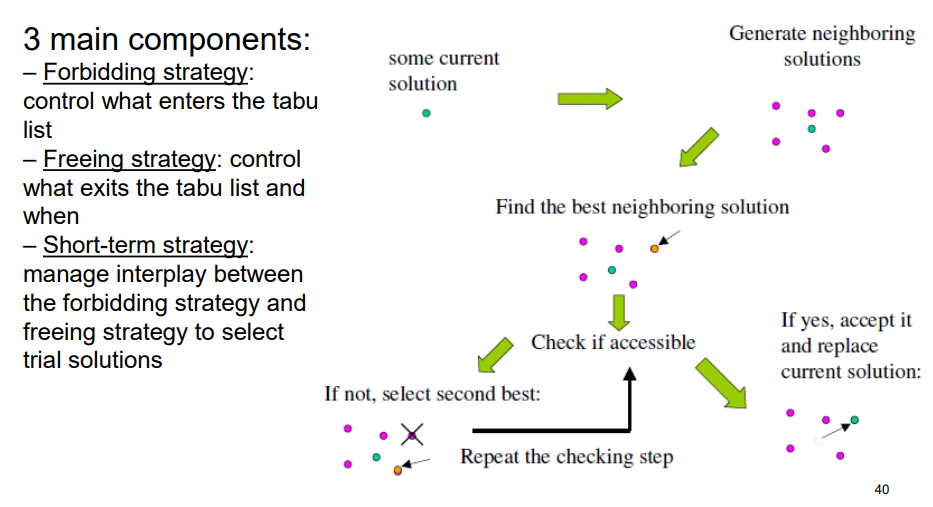 3 main components:
– Forbidding strategy:
control what enters the tabu
list
– Freeing strategy: control
what exits the tabu list and
when
– Short-term strategy:
manage interplay between
the forbidding strategy and
freeing strategy to select
trial solutions
some current
solution
Generate neighboring
solutions
Find the best neighboring solution
Check if accessible
If yes, accept it
and replace
current solution:
If not, select second best:
Repeat the checking step
40